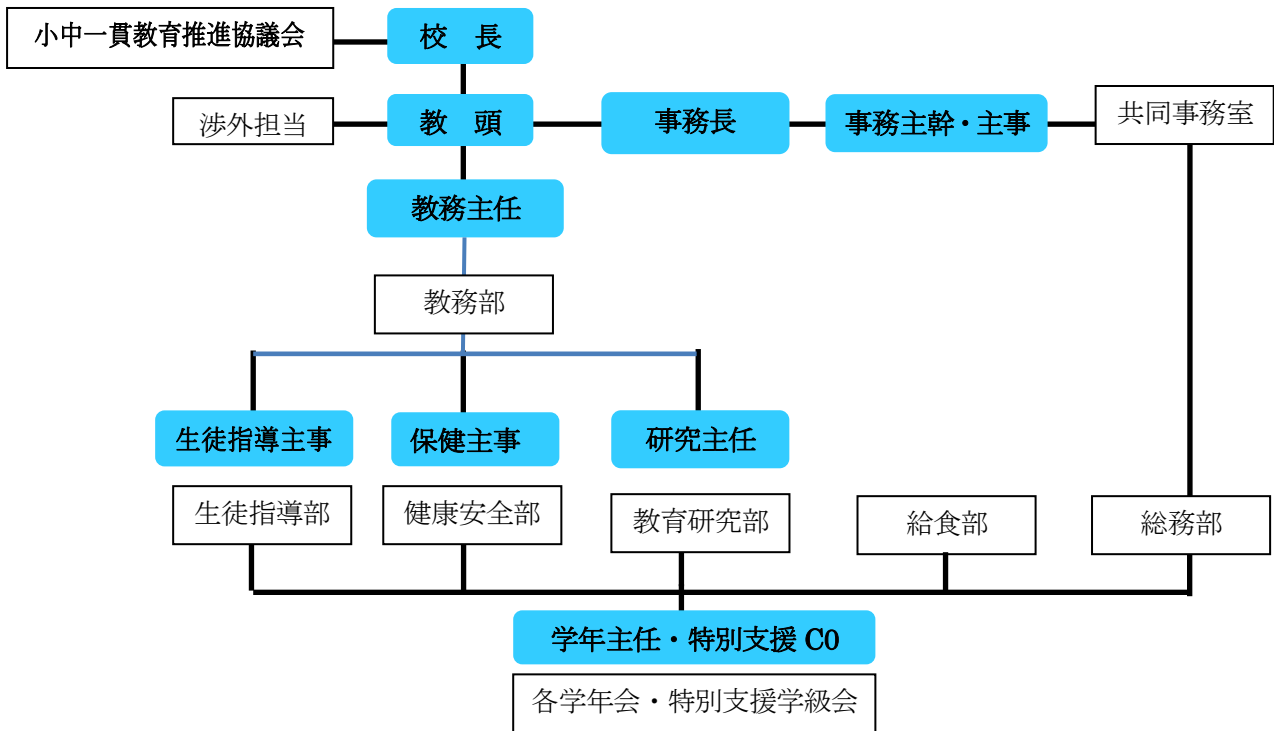 小中一貫教育推進協議会
校 長
渉外担当
教 頭
事務長
事務主幹・主事
共同事務室
教務主任
教務部
生徒指導主事
保健主事
研究主任
生徒指導部
健康安全部
教育研究部
給食部
総務部
学年主任・特別支援 C0
各学年会・特別支援学級会